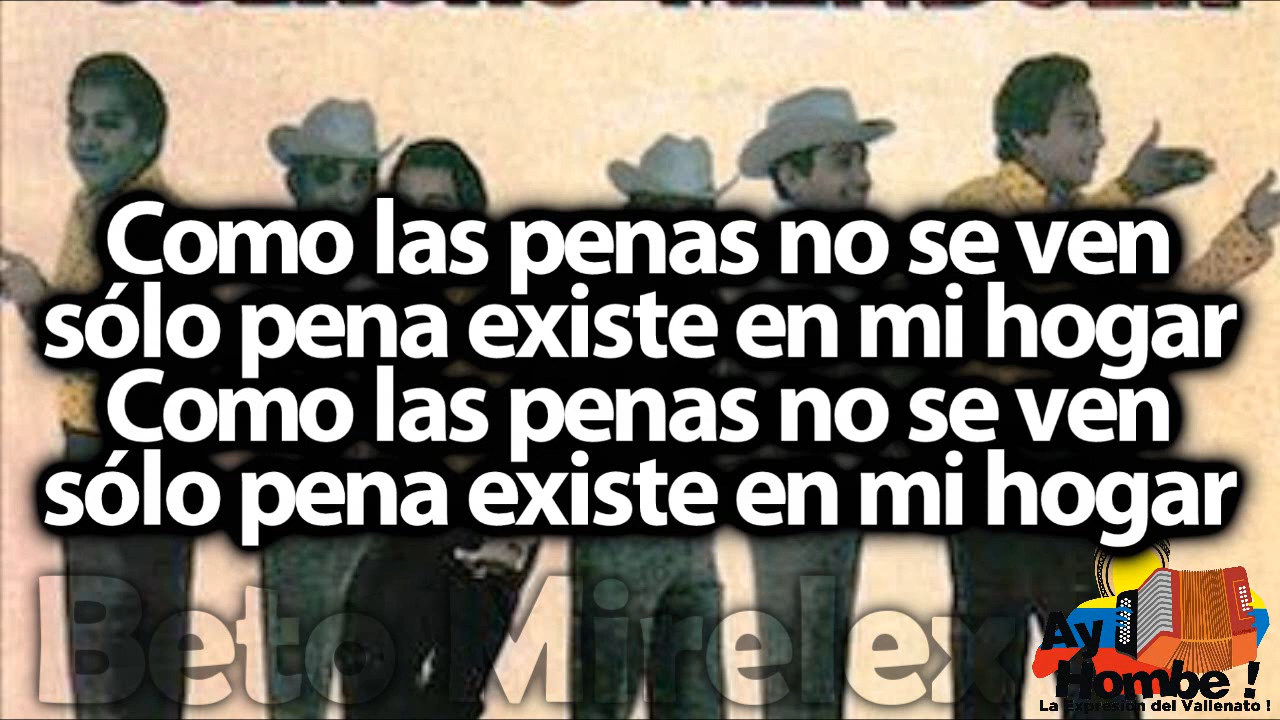 Como las penas no se ven
sólo pena existe en mi hogar
Como las penas no se ven
sólo pena existe en mi hogar
Beto Mirelex
Ay
Hombe !
La Expresión del Vallenato !